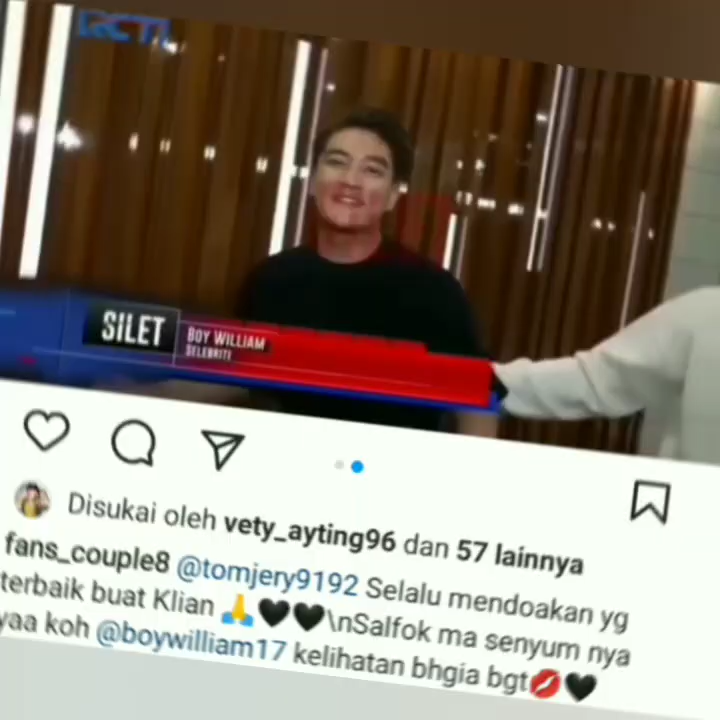 RCTI
SILET
BOY WILLIAM
SELEBRITI
Disukai oleh vety_ayting96 dan 57 lainnya
fans_couple8 @tomjery9192 Selalu mendoakan yg
terbaik buat Klian 🙏🖤🖤\nSalfok ma senyum nya
yaa koh @boywilliam17 kelihatan bhgia bgt💋🖤